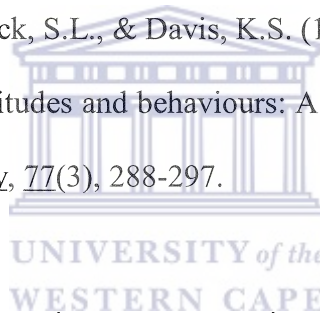 ck, S.L., & Davis, K.S. (1
itudes and behaviours: A
y, 77(3), 288-297.
UNIVERSITY of the
WESTERN CAPE